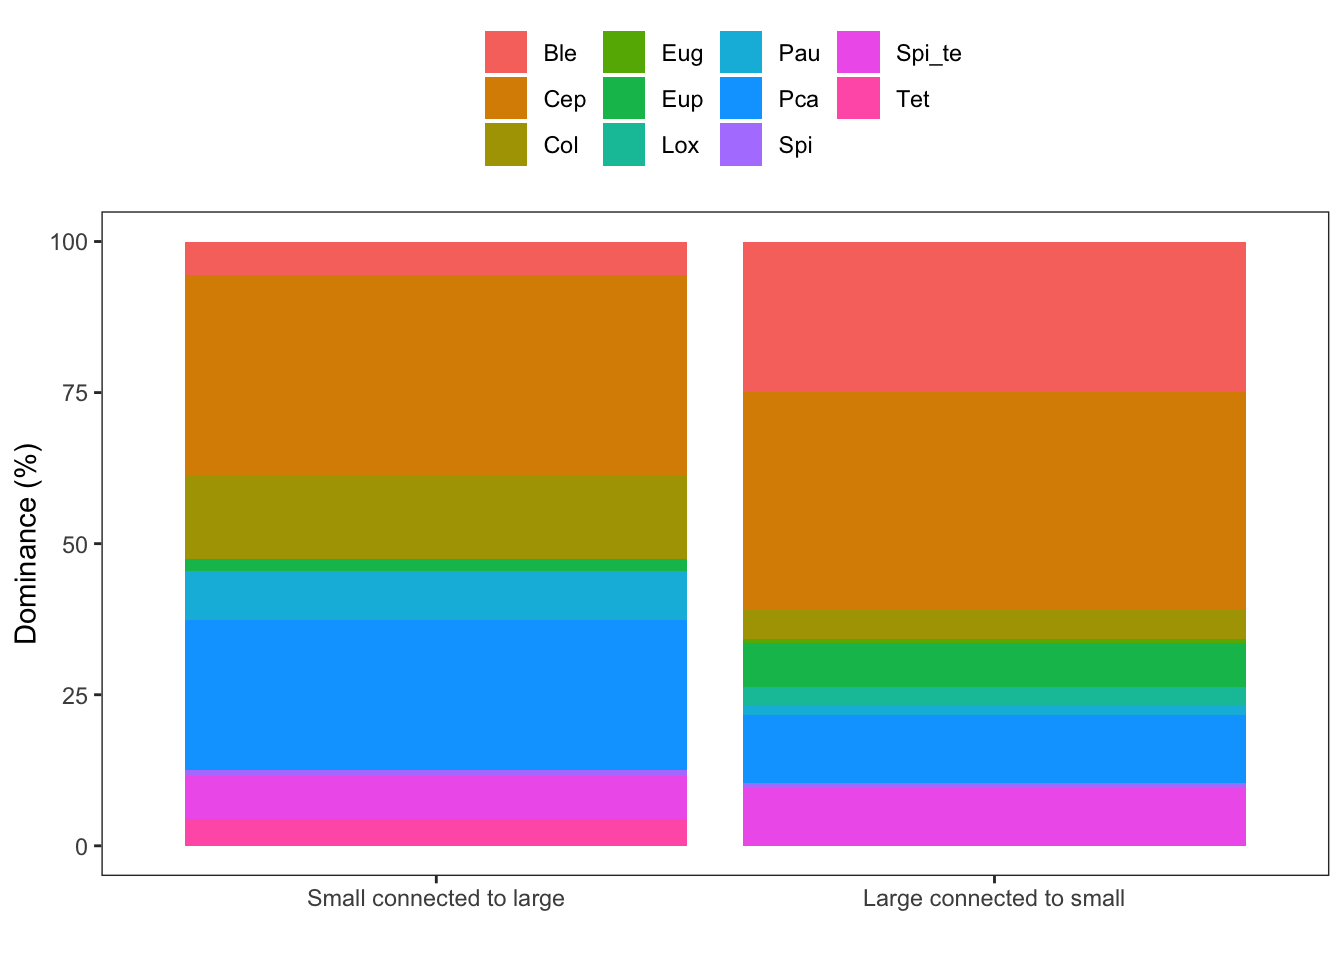 Ble Eug Pau Spi_te
Cep Eup Pca Tet
Col Lox Spi
100
75
50
25
0
Dominance (%)
Small connected to large
Large connected to small